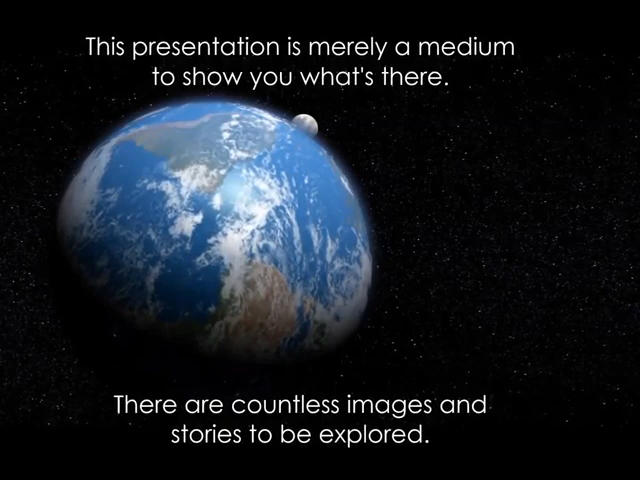 This presentation is merely a medium
to show you what's there.
There are countless images and
stories to be explored.